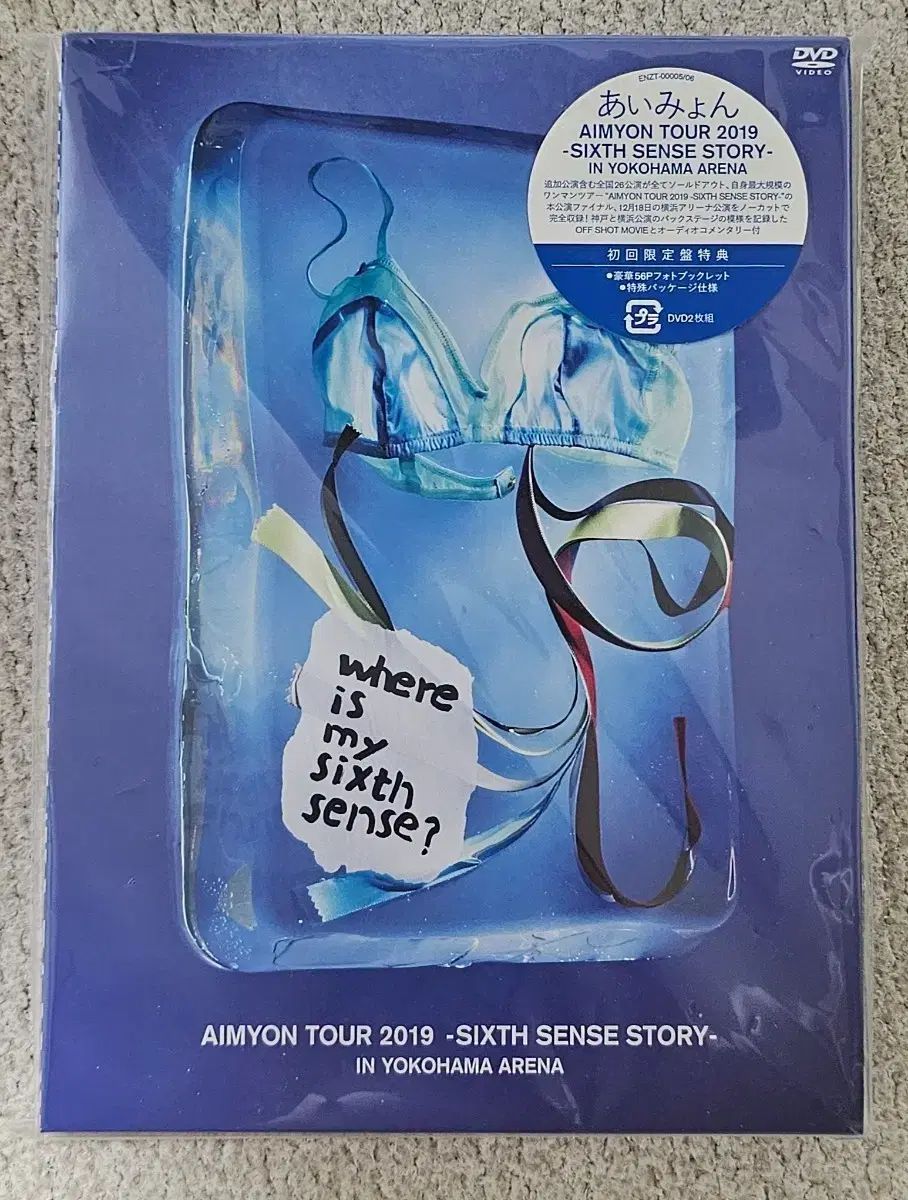 DVD
VIDEO
ENZT-00005/06
あいみょん
AIMYON TOUR 2019
-SIXTH SENSE STORY-
IN YOKOHAMA ARENA
追加公演含む全国26公演が全てソールドアウト、自身最大規模の
ワンマンツアー"AIMYON TOUR 2019 -SIXTH SENSE STORY-"の
本公演ファイナル、12月18日の横浜アリーナ公演をノーカットで
完全収録!神戸と横浜公演のバックステージの模様を記録した
OFF SHOT MOVIEとオーディオコメンタリー付
初回限定盤特典
●豪華56Pフォトブックレット
●特殊パッケージ仕様
プラ DVD2枚組
where
is
my
sixth
sense?
AIMYON TOUR 2019 -SIXTH SENSE STORY-
IN YOKOHAMA ARENA